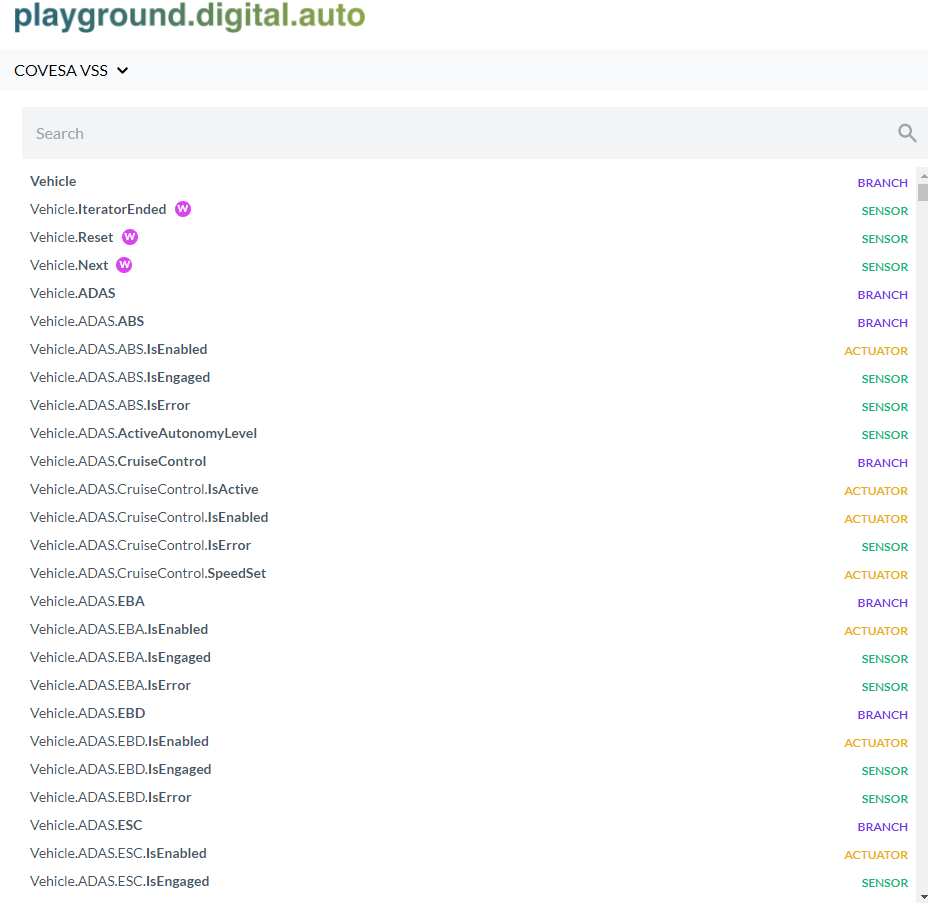 playground.digital.auto
COVESA VSS
Search
Vehicle BRANCH
Vehicle.IteratorEnded W SENSOR
Vehicle.Reset W SENSOR
Vehicle.Next W SENSOR
Vehicle.ADAS BRANCH
Vehicle.ADAS.ABS BRANCH
Vehicle.ADAS.ABS.IsEnabled ACTUATOR
Vehicle.ADAS.ABS.IsEngaged SENSOR
Vehicle.ADAS.ABS.IsError SENSOR
Vehicle.ADAS.ActiveAutonomyLevel SENSOR
Vehicle.ADAS.CruiseControl BRANCH
Vehicle.ADAS.CruiseControl.IsActive ACTUATOR
Vehicle.ADAS.CruiseControl.IsEnabled ACTUATOR
Vehicle.ADAS.CruiseControl.IsError SENSOR
Vehicle.ADAS.CruiseControl.SpeedSet ACTUATOR
Vehicle.ADAS.EBA BRANCH
Vehicle.ADAS.EBA.IsEnabled ACTUATOR
Vehicle.ADAS.EBA.IsEngaged SENSOR
Vehicle.ADAS.EBA.IsError SENSOR
Vehicle.ADAS.EBD BRANCH
Vehicle.ADAS.EBD.IsEnabled ACTUATOR
Vehicle.ADAS.EBD.IsEngaged SENSOR
Vehicle.ADAS.EBD.IsError SENSOR
Vehicle.ADAS.ESC BRANCH
Vehicle.ADAS.ESC.IsEnabled ACTUATOR
Vehicle.ADAS.ESC.IsEngaged SENSOR